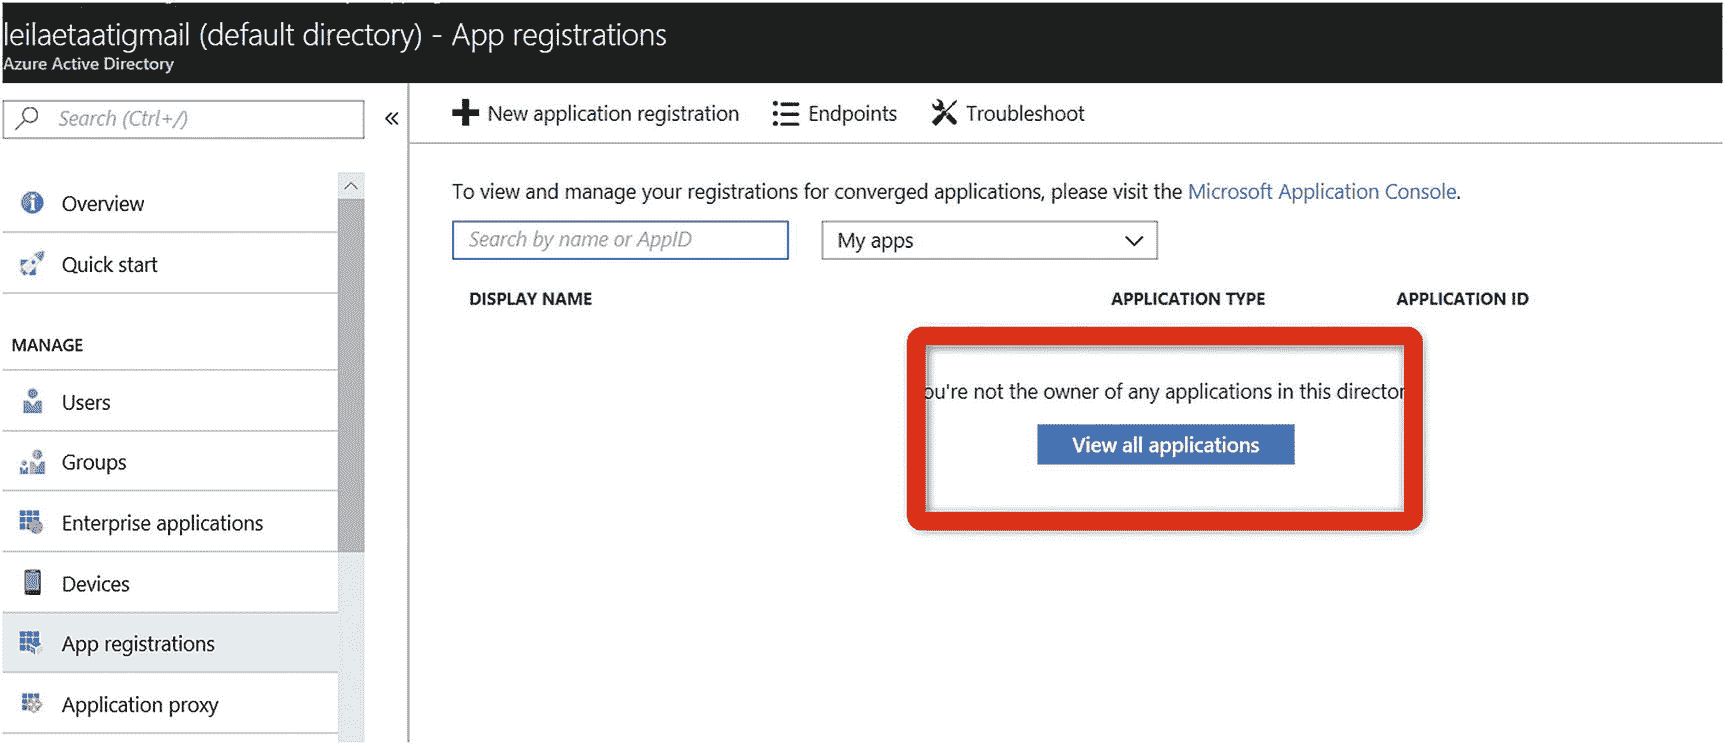 leilaetaatigmail (default directory) - App registrations
Azure Active Directory
Search (Ctrl+/)
«
Overview
Quick start
MANAGE
Users
Groups
Enterprise applications
Devices
App registrations
Application proxy
New application registration
Endpoints
Troubleshoot
To view and manage your registrations for converged applications, please visit the Microsoft Application Console.
Search by name or AppID
My apps
DISPLAY NAME APPLICATION TYPE APPLICATION ID
ou're not the owner of any applications in this director
View all applications